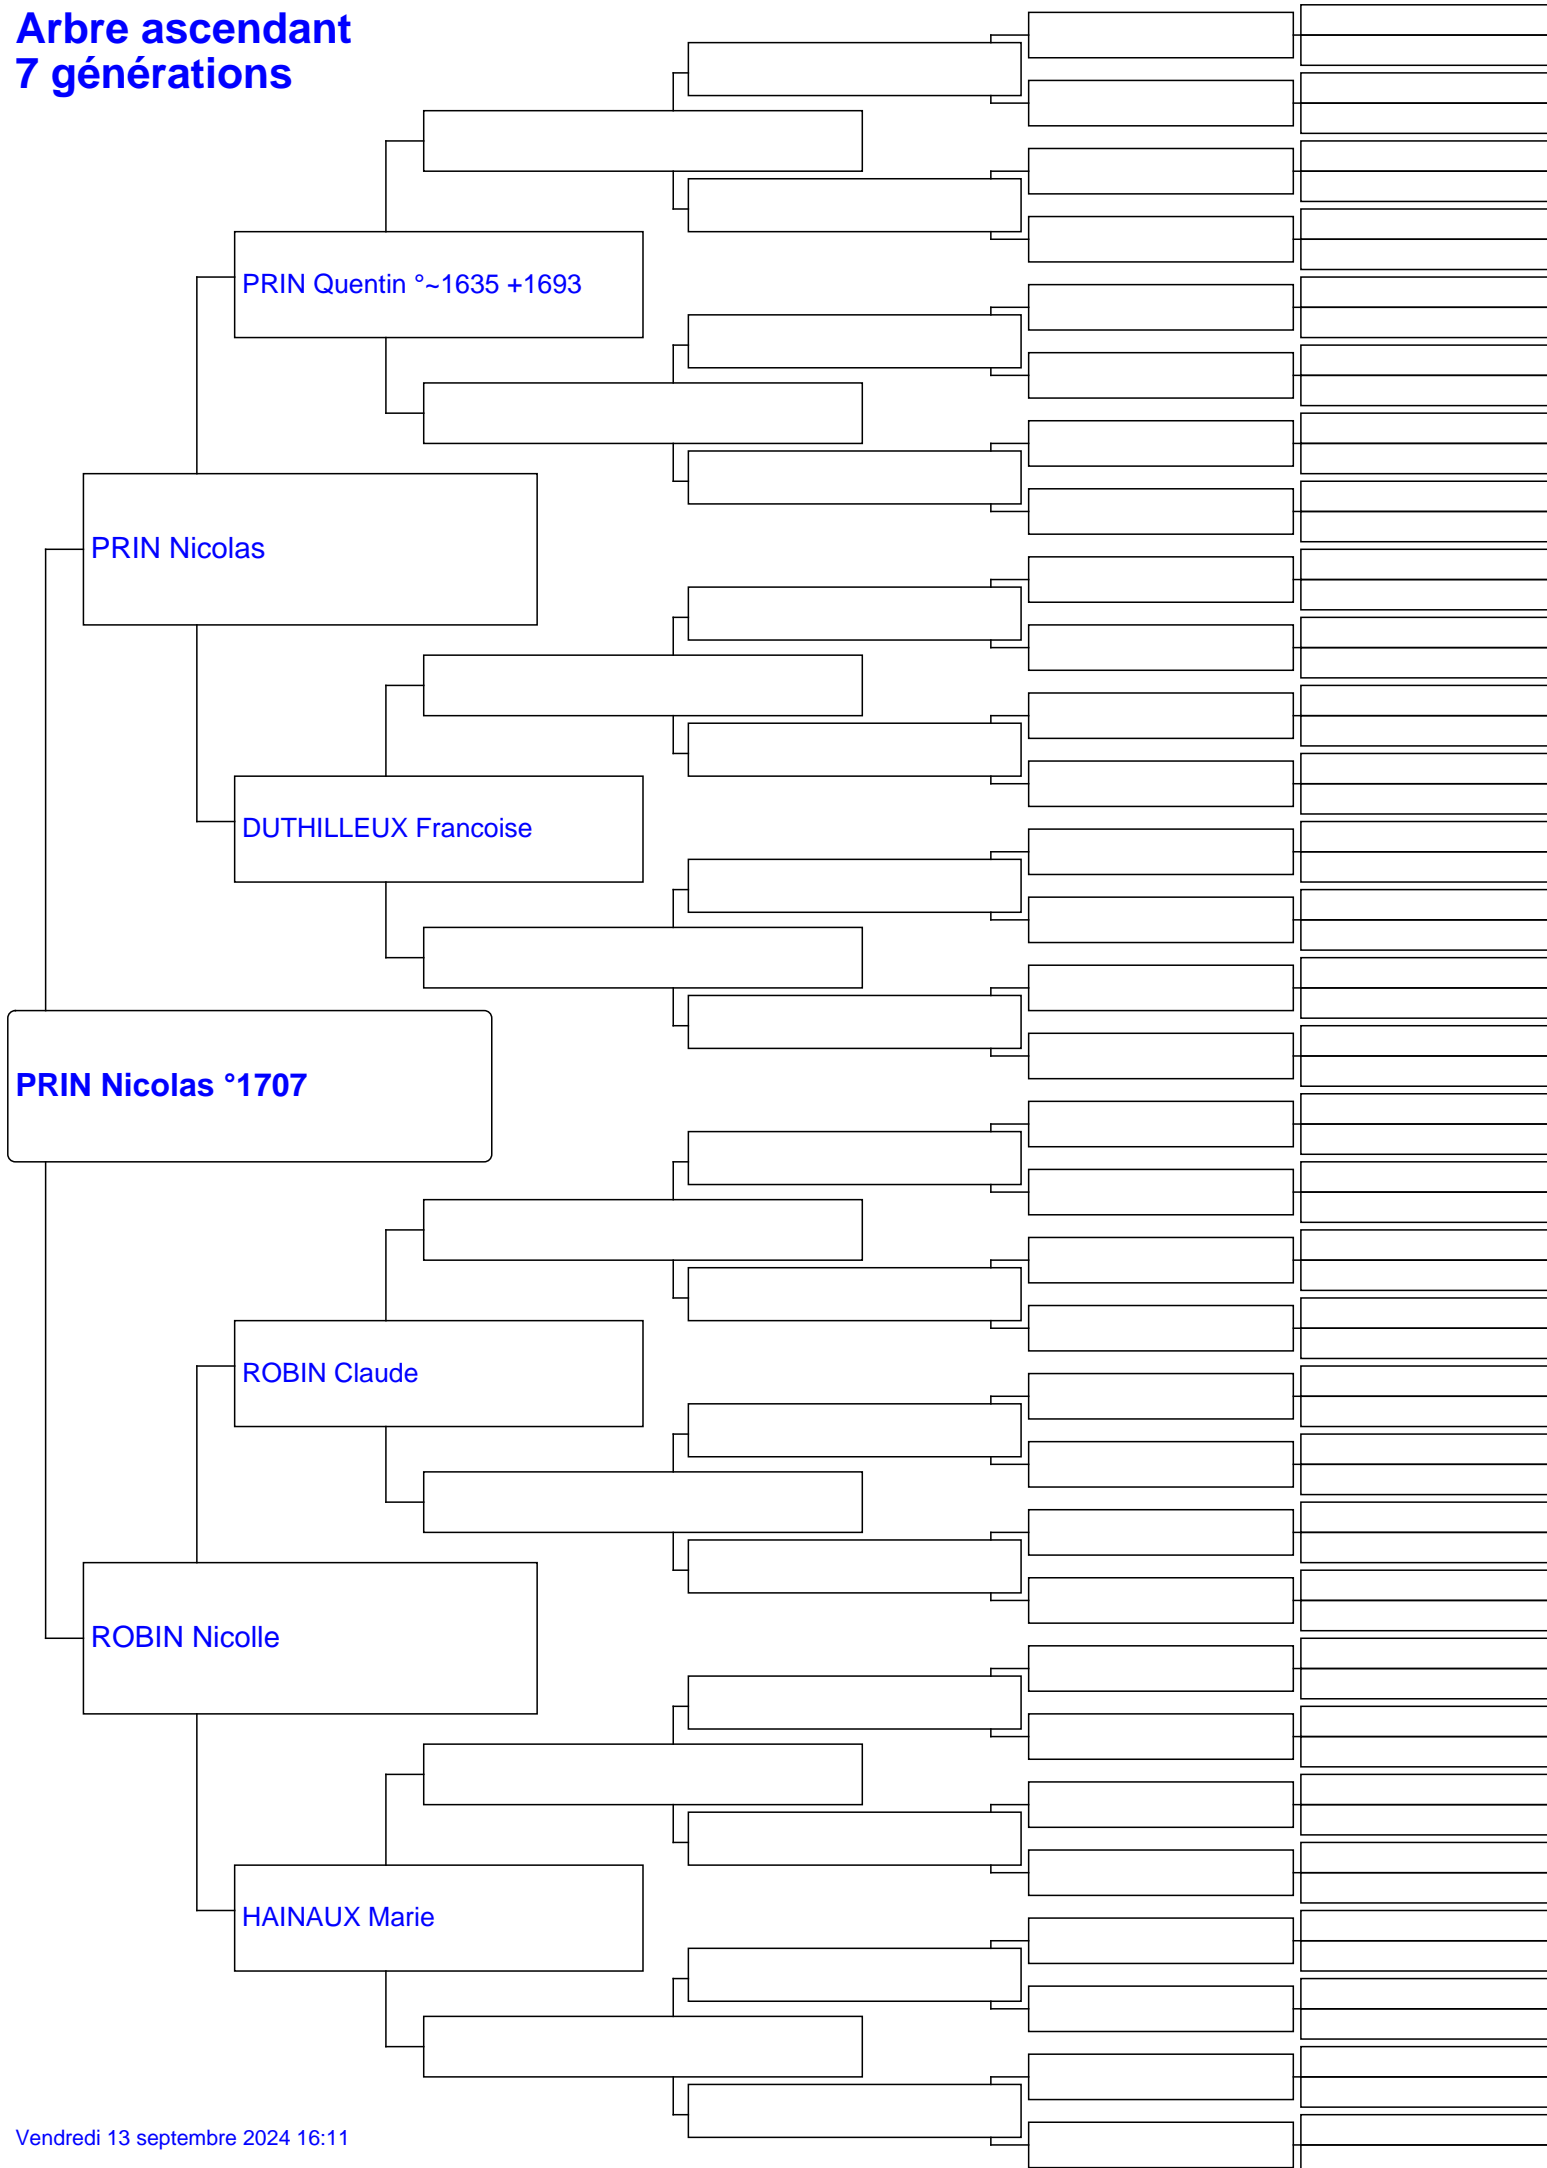 Arbre ascendant
7 générations
PRIN Quentin °~1635 +1693
PRIN Nicolas
DUTHILLEUX Francoise
PRIN Nicolas °1707
ROBIN Claude
ROBIN Nicolle
HAINAUX Marie
Vendredi 13 septembre 2024 16:11